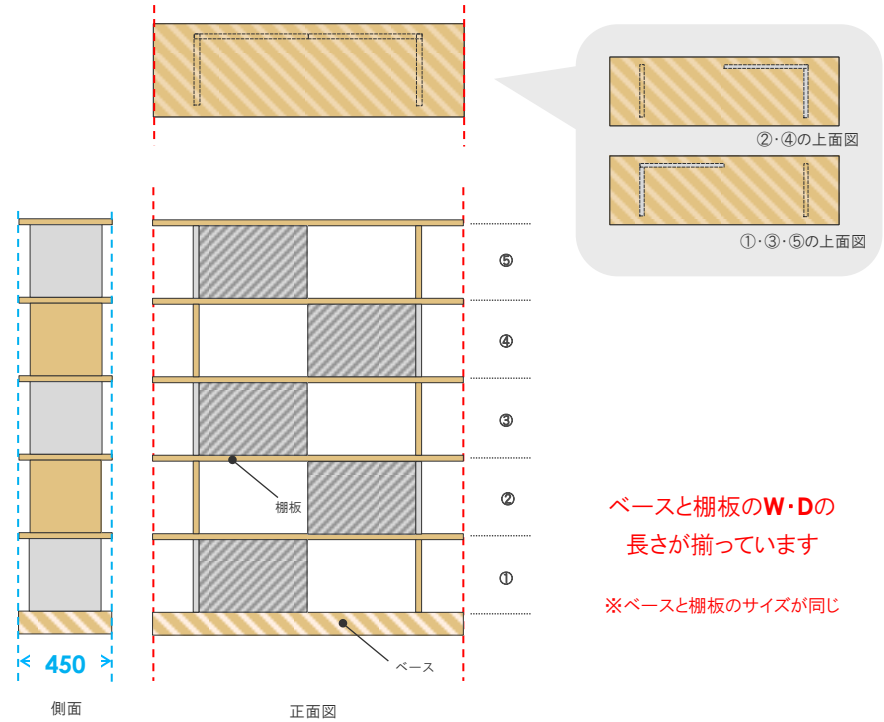 ②・④の上面図
①・③・⑤の上面図
⑤
④
③
②
①
棚板
ベース
450
側面
正面図
ベースと棚板のW・Dの
長さが揃っています
※ベースと棚板のサイズが同じ